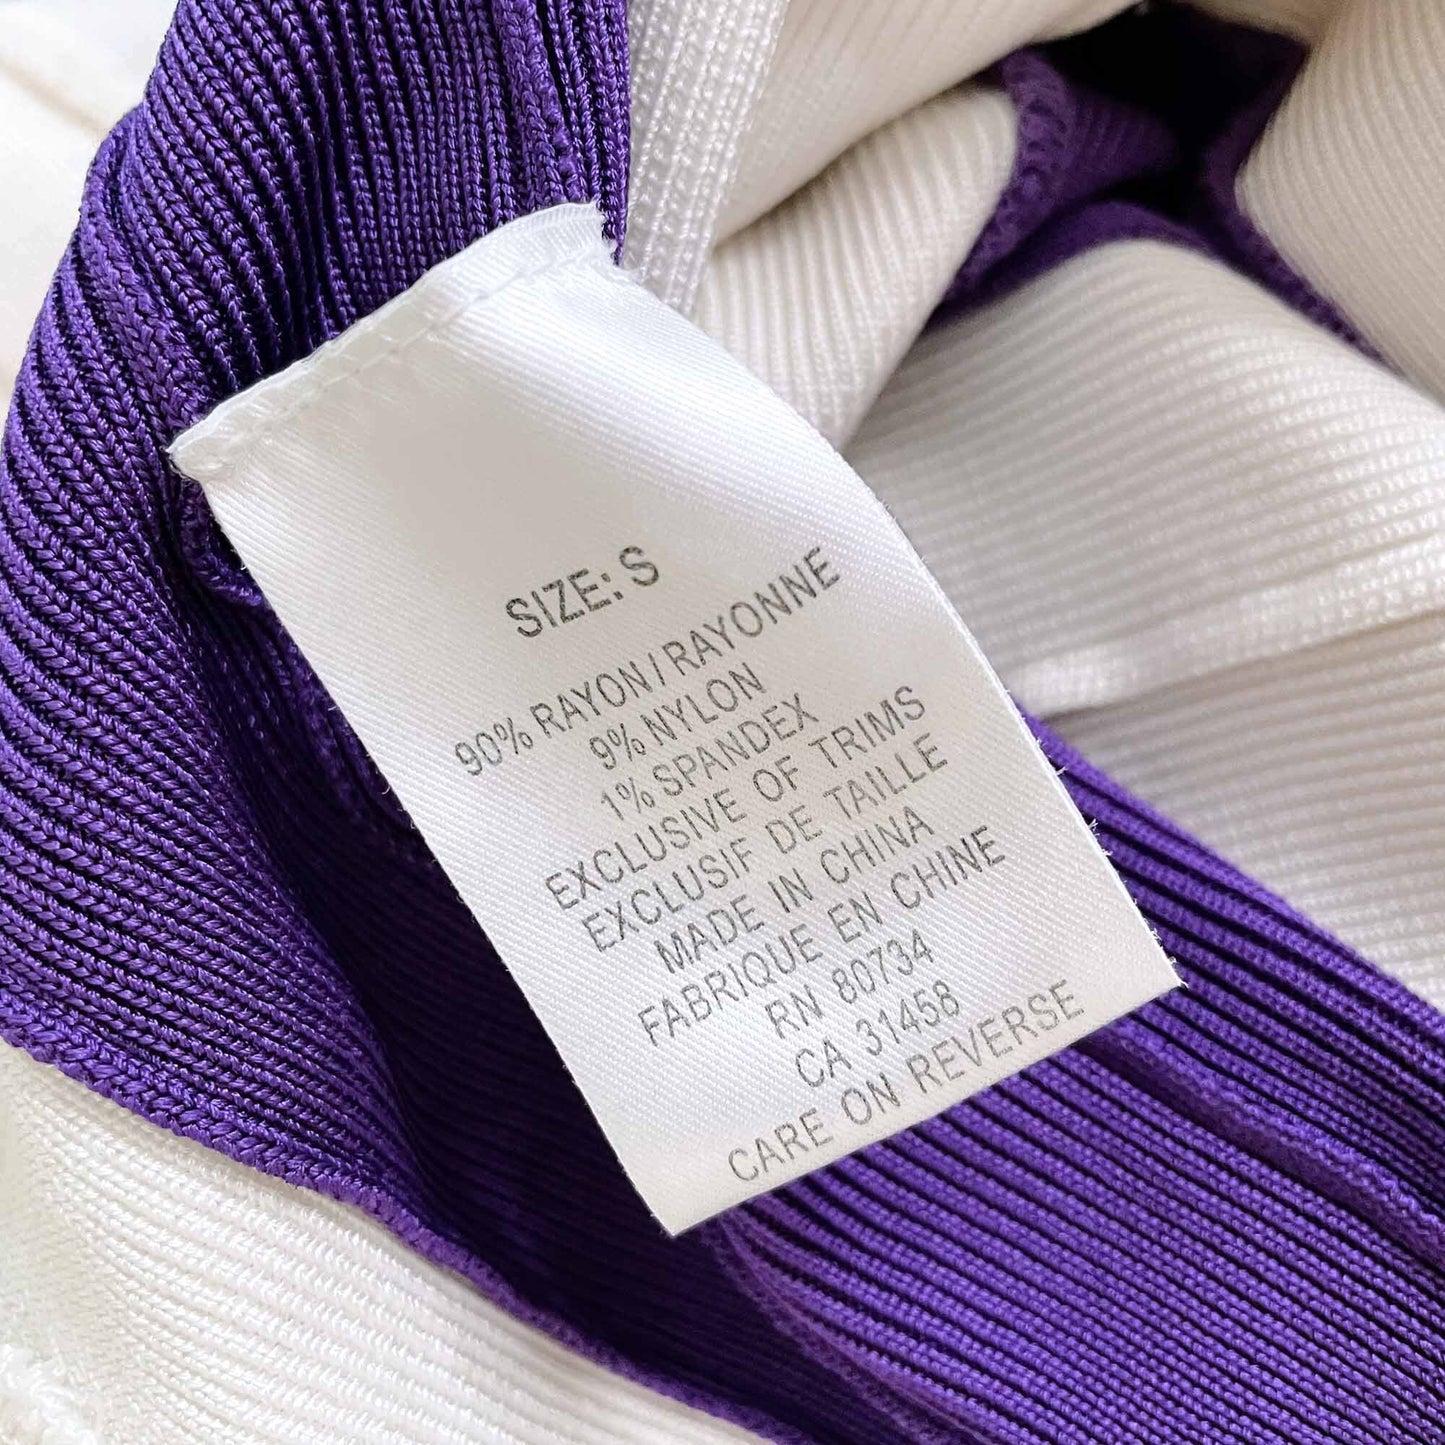 SIZE: S
90% RAYON / RAYONNE
9% NYLON
1% SPANDEX
EXCLUSIVE OF TRIMS
EXCLUSIF DE TAILLE
MADE IN CHINA
FABRIQUE EN CHINE
RN 80734
CA 31458
CARE ON REVERSE